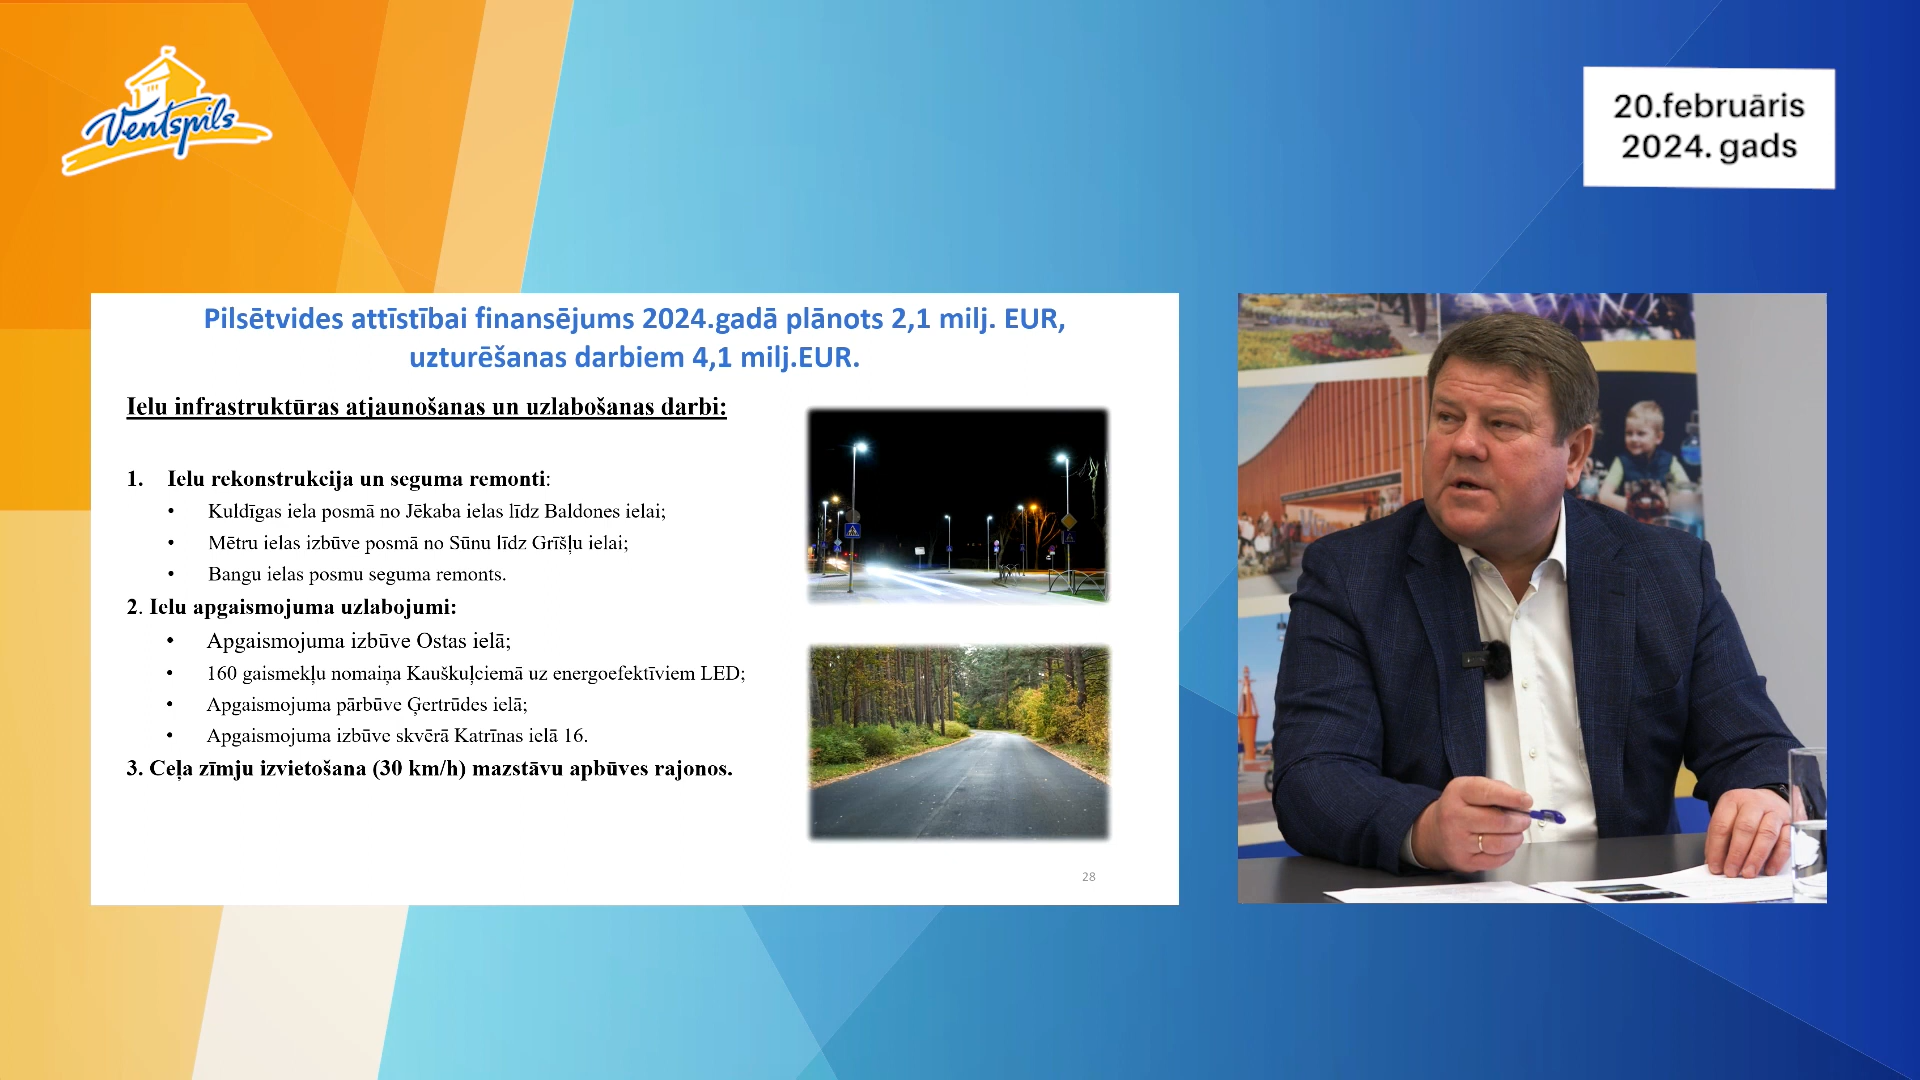 Ventspils
20.februāris
2024. gads
Pilsētvides attīstībai finansējums 2024.gadā plānots 2,1 milj. EUR,
uzturēšanas darbiem 4,1 milj.EUR.
Ielu infrastruktūras atjaunošanas un uzlabošanas darbi:
1. Ielu rekonstrukcija un seguma remonti:
• Kuldīgas iela posmā no Jēkaba ielas līdz Baldones ielai;
• Mētru ielas izbūve posmā no Sūnu līdz Grīšļu ielai;
• Bangu ielas posmu seguma remonts.
2. Ielu apgaismojuma uzlabojumi:
• Apgaismojuma izbūve Ostas ielā;
• 160 gaismekļu nomaiņa Kauškuļciemā uz energoefektīviem LED;
• Apgaismojuma pārbūve Ģertrūdes ielā;
• Apgaismojuma izbūve skvērā Katrīnas ielā 16.
3. Ceļa zīmju izvietošana (30 km/h) mazstāvu apbūves rajonos.
28